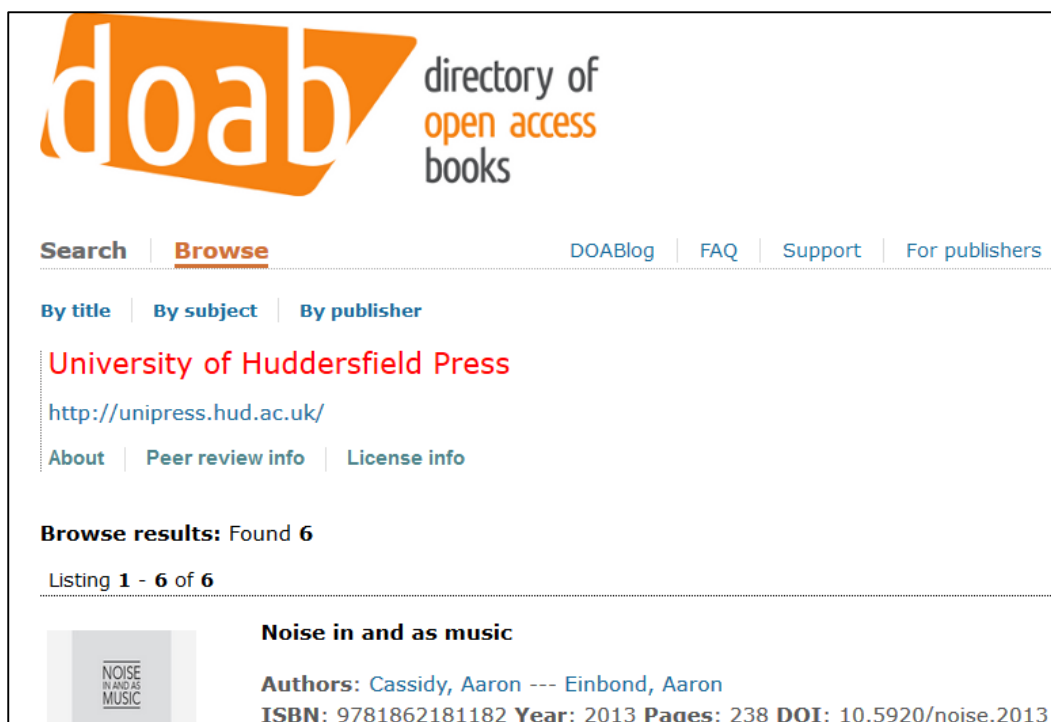 doab
directory of
open access
books
Search Browse DOABlog FAQ Support For publishers
By title By subject By publisher
University of Huddersfield Press
http://unipress.hud.ac.uk/
About Peer review info License info
Browse results: Found 6
Listing 1 - 6 of 6
NOISE
IN AND AS
MUSIC
Noise in and as music
Authors: Cassidy, Aaron --- Einbond, Aaron
ISBN: 9781862181182 Year: 2013 Pages: 238 DOI: 10.5920/noise.2013